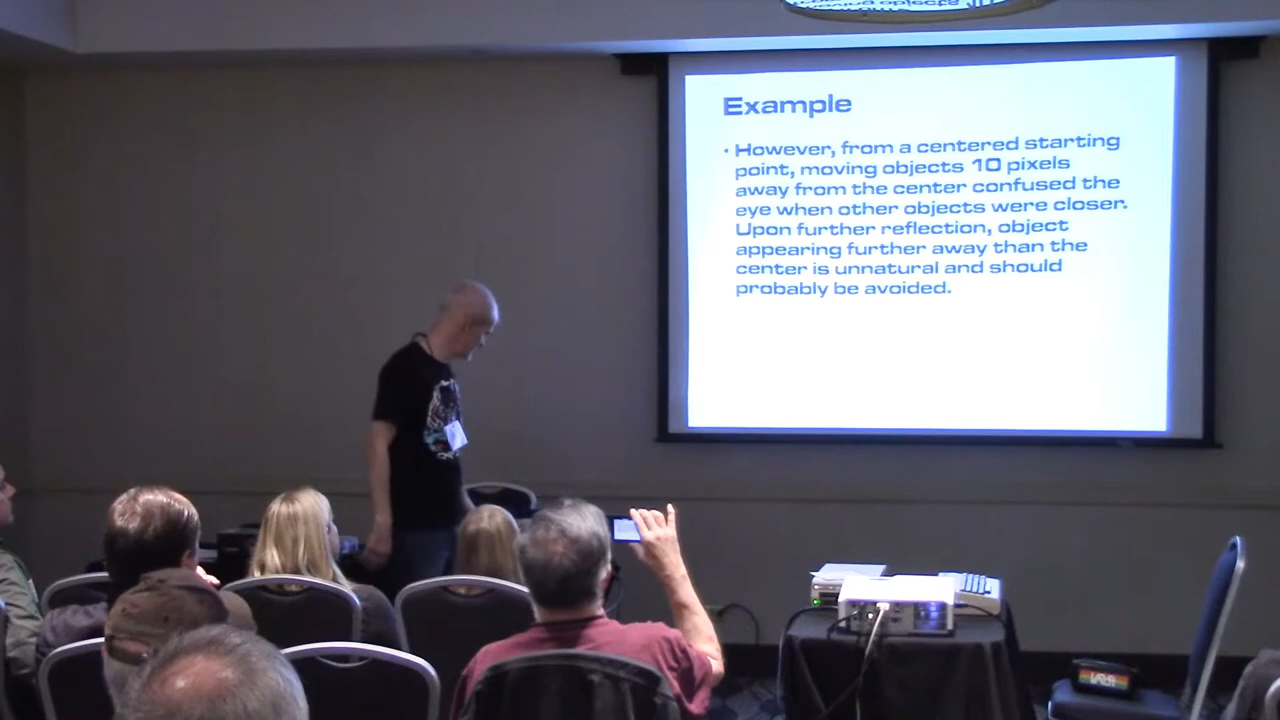 Example
• However, from a centered starting
point, moving objects 10 pixels
away from the center confused the
eye when other objects were closer.
Upon further reflection, object
appearing further away than the
center is unnatural and should
probably be avoided.